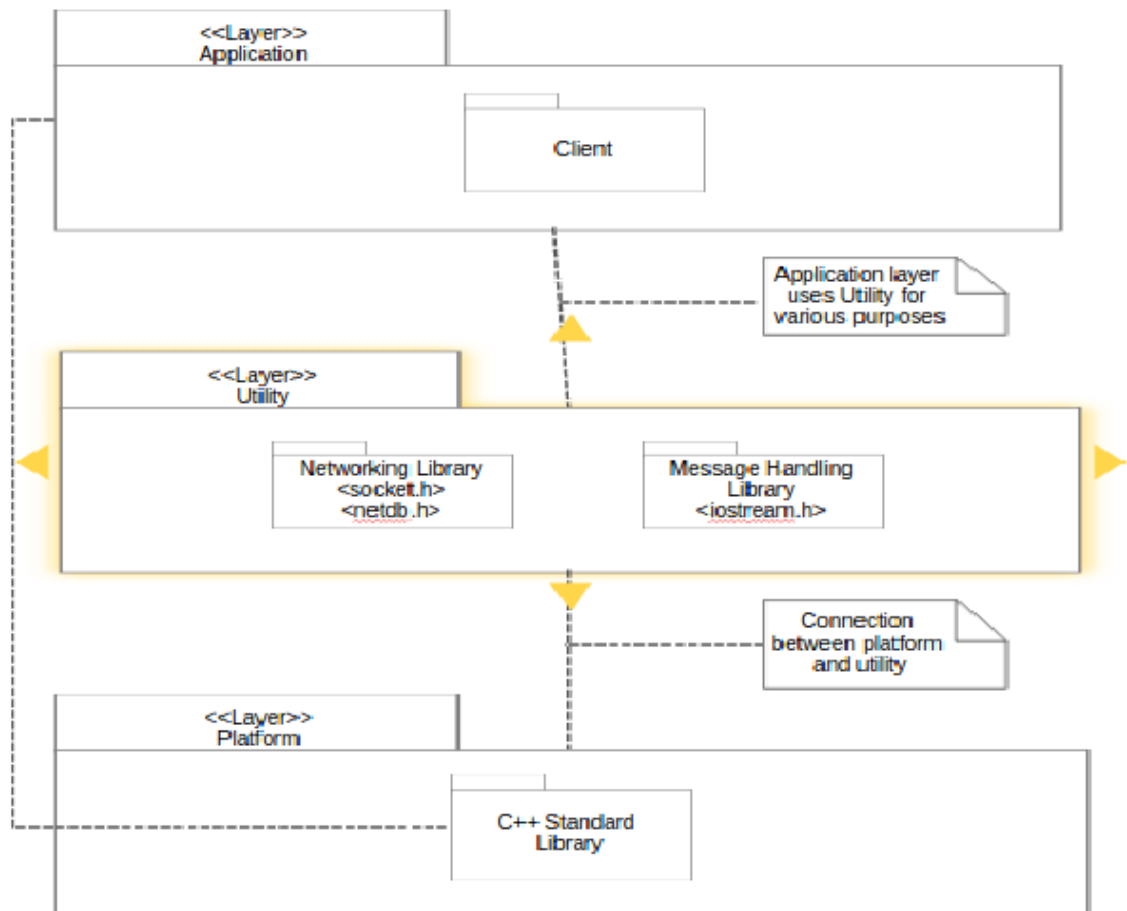 <<Layer>>
Application
Client
Application layer
uses Utility for
various purposes
<<Layer>>
Utility
Networking Library
<socket.h>
<netdb.h>
Message Handling
Library
<iostream.h>
Connection
between platform
and utility
<<Layer>>
Platform
C++ Standard
Library